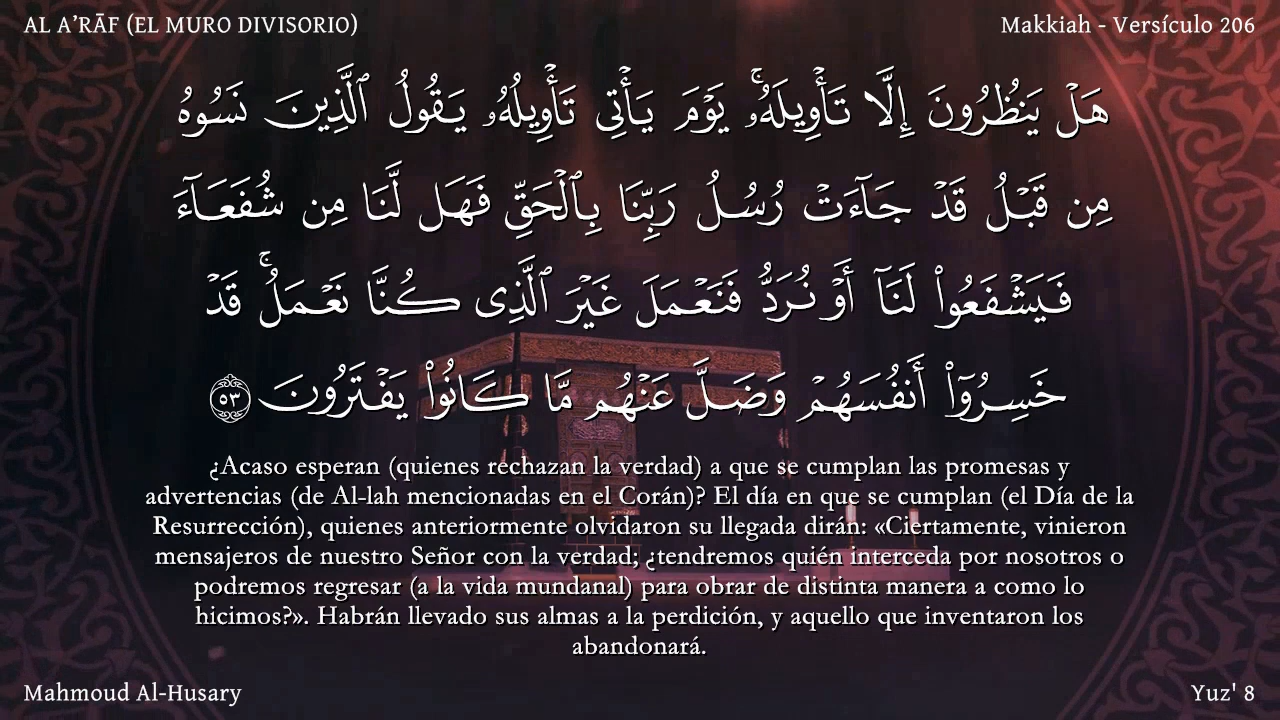 AL A’RĀF (EL MURO DIVISORIO)
Makkiah - Versículo 206
هَلْ يَنظُرُونَ إِلَّا تَأْوِيلَهُۥ ۚ يَوْمَ يَأْتِى تَأْوِيلُهُۥ يَقُولُ ٱلَّذِينَ نَسُوهُ
مِن قَبْلُ قَدْ جَآءَتْ رُسُلُ رَبِّنَا بِٱلْحَقِّ فَهَل لَّنَا مِن شُفَعَآءَ
فَيَشْفَعُوا۟ لَنَآ أَوْ نُرَدُّ فَنَعْمَلَ غَيْرَ ٱلَّذِى كُنَّا نَعْمَلُ ۚ قَدْ
خَسِرُوٓا۟ أَنفُسَهُمْ وَضَلَّ عَنْهُم مَّا كَانُوا۟ يَفْتَرُونَ ٥٣
¿Acaso esperan (quienes rechazan la verdad) a que se cumplan las promesas y
advertencias (de Al-lah mencionadas en el Corán)? El día en que se cumplan (el Día de la
Resurrección), quienes anteriormente olvidaron su llegada dirán: «Ciertamente, vinieron
mensajeros de nuestro Señor con la verdad; ¿tendremos quién interceda por nosotros o
podremos regresar (a la vida mundanal) para obrar de distinta manera a como lo
hicimos?». Habrán llevado sus almas a la perdición, y aquello que inventaron los
abandonará.
Mahmoud Al-Husary
Yuz' 8